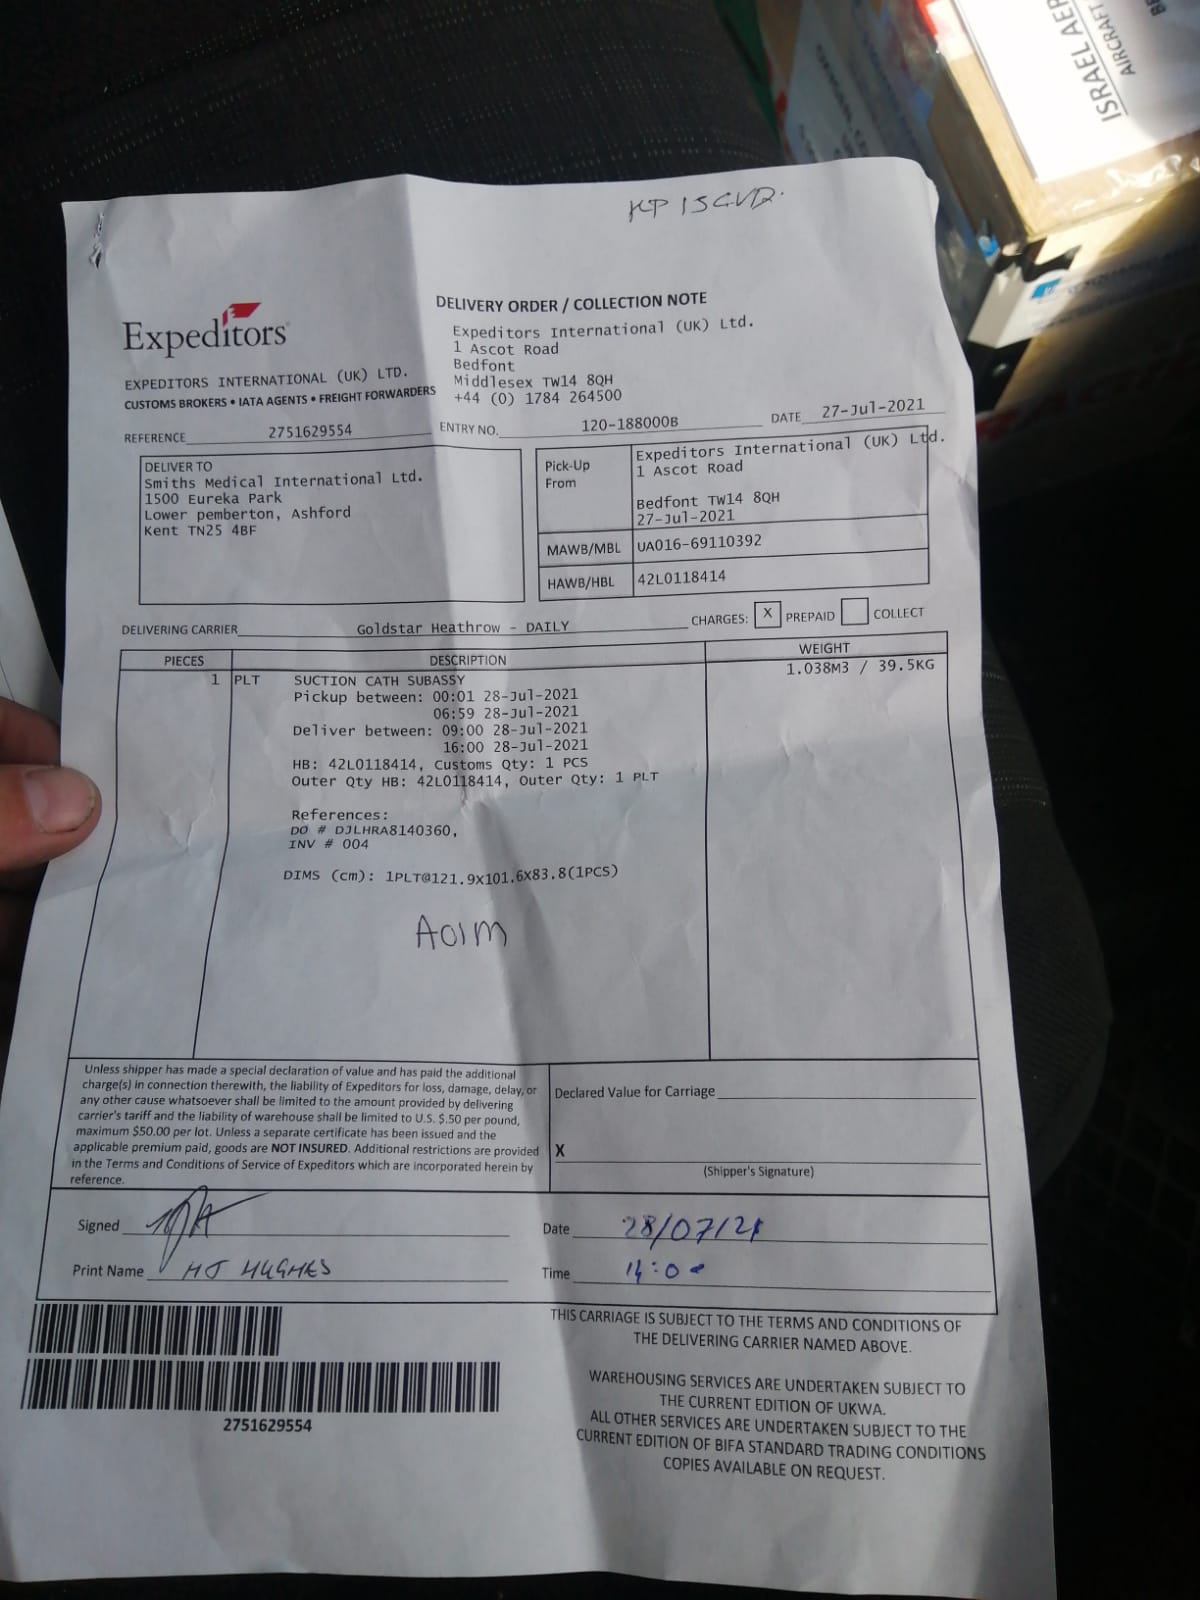 ISRAEL AER
AIRCRAFT
KP15GVD.
Expeditors
EXPEDITORS INTERNATIONAL (UK) LTD.
CUSTOMS BROKERS • IATA AGENTS • FREIGHT FORWARDERS
DELIVERY ORDER / COLLECTION NOTE
Expeditors International (UK) Ltd.
1 Ascot Road
Bedfont
Middlesex TW14 8QH
+44 (0) 1784 264500
REFERENCE 2751629554 ENTRY NO. 120-188000B DATE 27-Jul-2021
DELIVER TO
Smiths Medical International Ltd.
1500 Eureka Park
Lower pemberton, Ashford
Kent TN25 4BF
Pick-Up From
Expeditors International (UK) Ltd.
1 Ascot Road
Bedfont TW14 8QH
27-Jul-2021
MAWB/MBL UA016-69110392
HAWB/HBL 42L0118414
DELIVERING CARRIER Goldstar Heathrow - DAILY CHARGES: X PREPAID COLLECT
PIECES DESCRIPTION WEIGHT
1 PLT SUCTION CATH SUBASSY 1.038M3 / 39.5KG
Pickup between: 00:01 28-Jul-2021
06:59 28-Jul-2021
Deliver between: 09:00 28-Jul-2021
16:00 28-Jul-2021
HB: 42L0118414, Customs Qty: 1 PCS
Outer Qty HB: 42L0118414, Outer Qty: 1 PLT
References:
DO # DJLHRA8140360,
INV # 004
DIMS (cm): 1PLT@121.9X101.6X83.8(1PCS)
A01M
Unless shipper has made a special declaration of value and has paid the additional
charge(s) in connection therewith, the liability of Expeditors for loss, damage, delay, or
any other cause whatsoever shall be limited to the amount provided by delivering
carrier's tariff and the liability of warehouse shall be limited to U.S. $.50 per pound,
maximum $50.00 per lot. Unless a separate certificate has been issued and the
applicable premium paid, goods are NOT INSURED. Additional restrictions are provided
in the Terms and Conditions of Service of Expeditors which are incorporated herein by
reference.
Declared Value for Carriage
X
(Shipper's Signature)
Signed
Date 28/07/21
Print Name HJ HUGHES
Time 14:00
2751629554
THIS CARRIAGE IS SUBJECT TO THE TERMS AND CONDITIONS OF
THE DELIVERING CARRIER NAMED ABOVE.
WAREHOUSING SERVICES ARE UNDERTAKEN SUBJECT TO
THE CURRENT EDITION OF UKWA.
ALL OTHER SERVICES ARE UNDERTAKEN SUBJECT TO THE
CURRENT EDITION OF BIFA STANDARD TRADING CONDITIONS
COPIES AVAILABLE ON REQUEST.